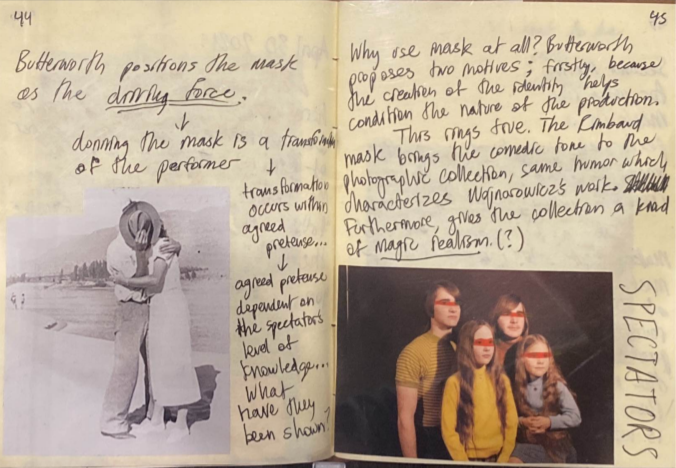 44
Butterworth positions the mask
as the driving force.
↓
donning the mask is a transformation
of the performer
↓
transformation
occurs within
agreed
pretense...
↓
agreed pretense
dependent on
the spectator's
level of
knowledge...
What
have they
been shown?
45
Why use mask at all? Butterworth
proposes two motives; firstly, because
the creation of the identity helps
condition the nature of the production.
This rings true. The Rimbaud
mask brings the comedic tone to the
photographic collection, same humor which
characterizes Wojnorowicz's work.
Furthermore, gives the collection a kind
of magic realism. (?)
SPECTATORS